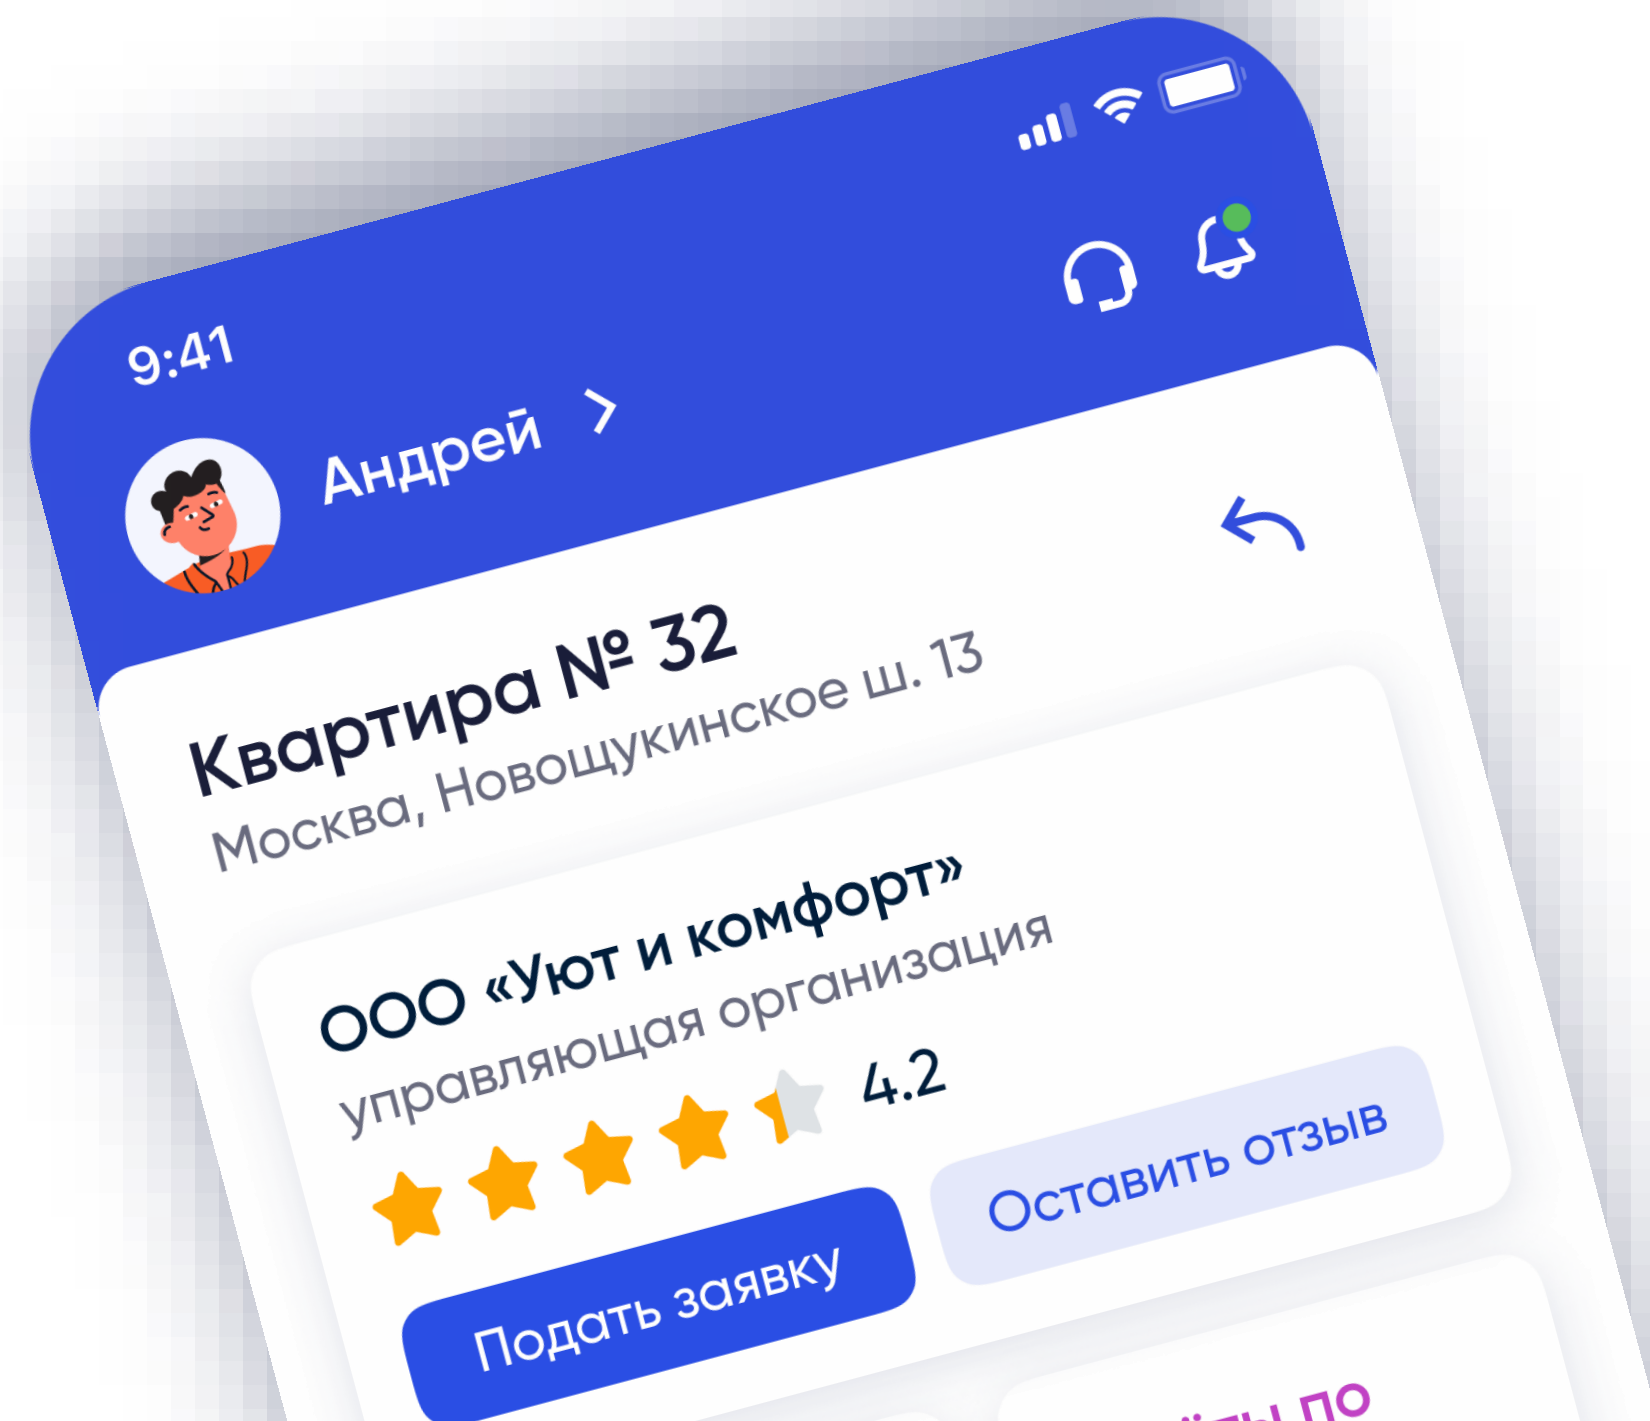 9:41
Андрей
Квартира № 32
Москва, Новощукинское ш. 13
ООО «Уют и комфорт»
управляющая организация
4.2
Оставить отзыв
Подать заявку
по